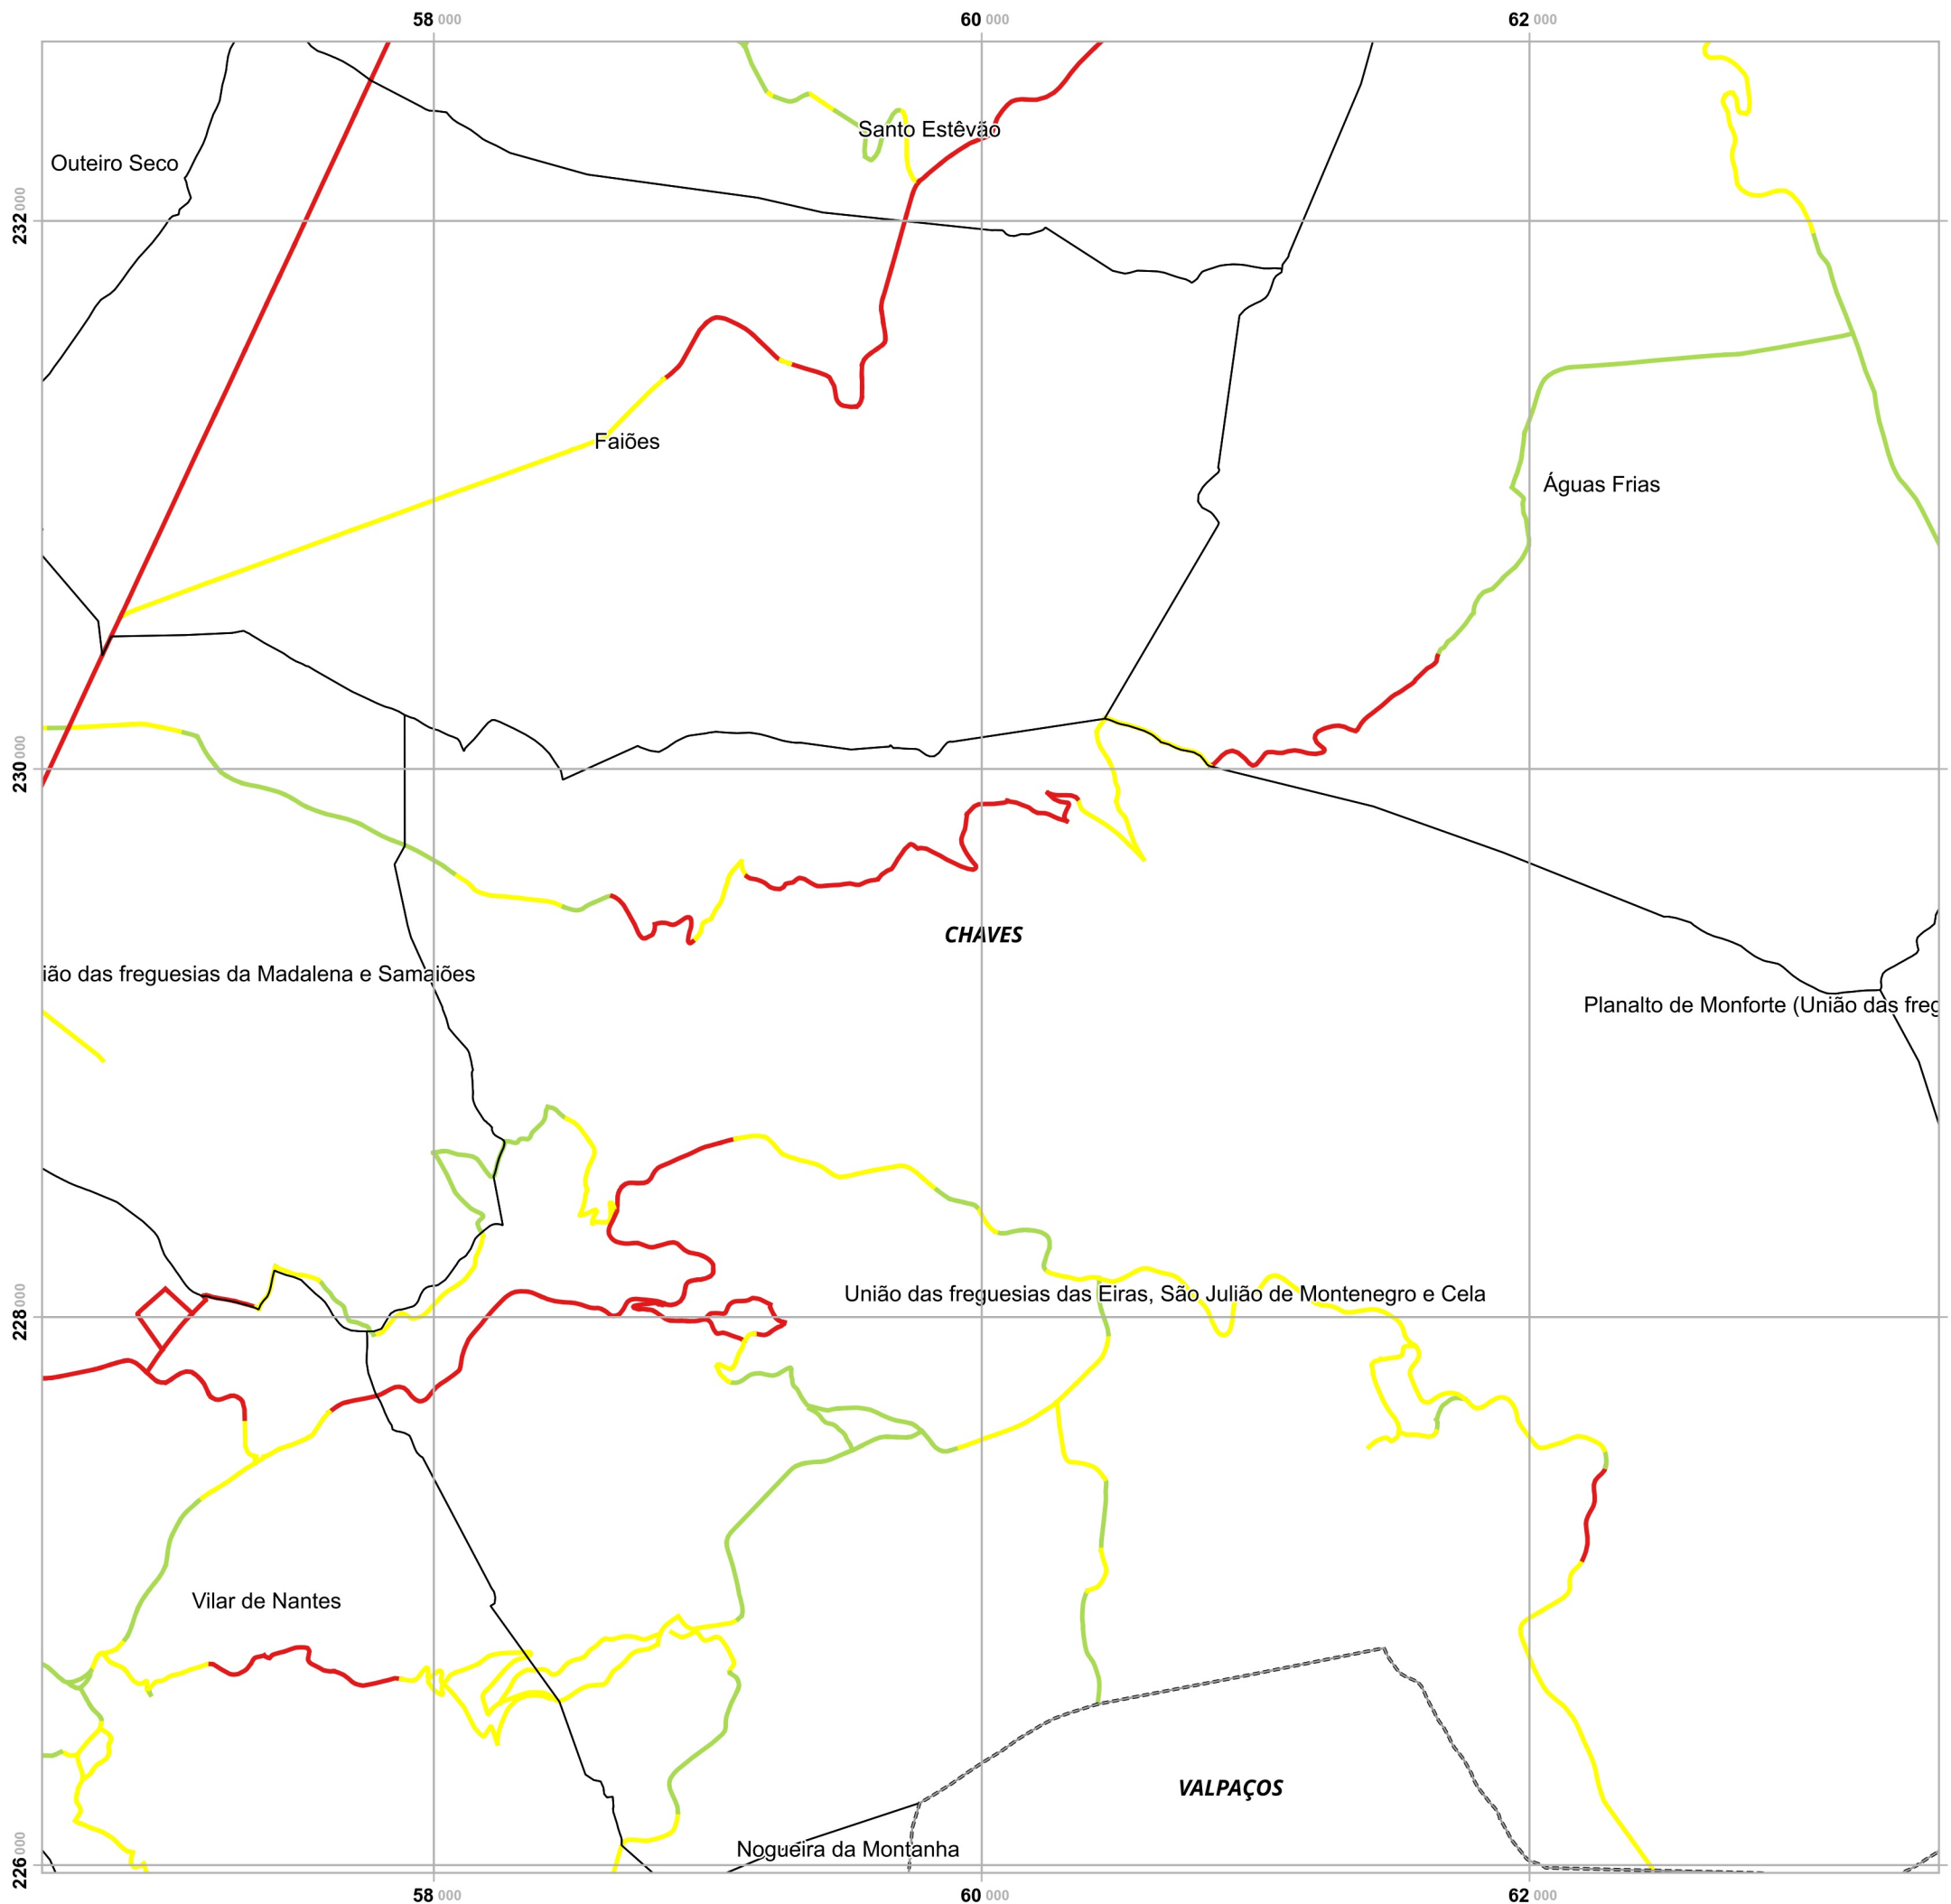 58 000 60 000 62 000
Santo Estêvão
Outeiro Seco
232 000
Faiões
Águas Frias
230 000
CHAVES
ião das freguesias da Madalena e Samaiões
Planalto de Monforte (União das freg
União das freguesias das Eiras, São Julião de Montenegro e Cela
228 000
Vilar de Nantes
VALPAÇOS
Nogueira da Montanha
226 000
58 000 60 000 62 000